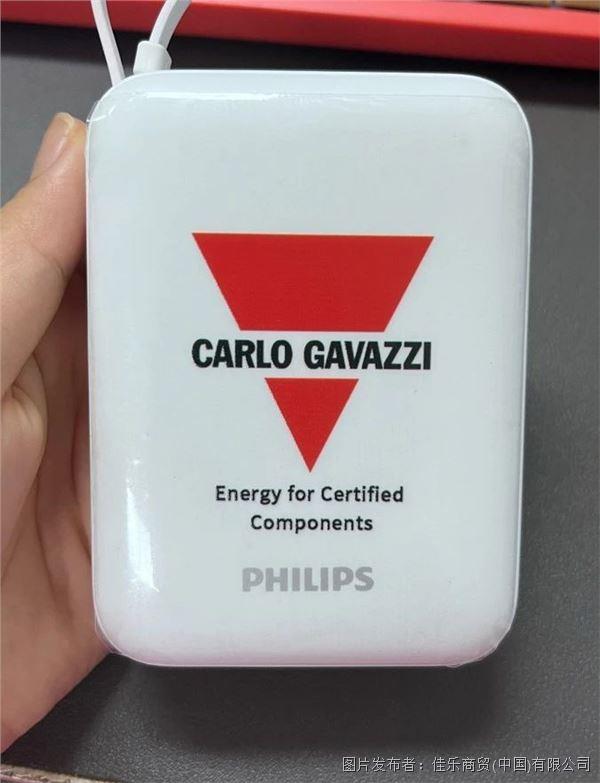 CARLO GAVAZZI
Energy for Certified
Components
PHILIPS
图片发布者：佳乐商贸(中国)有限公司